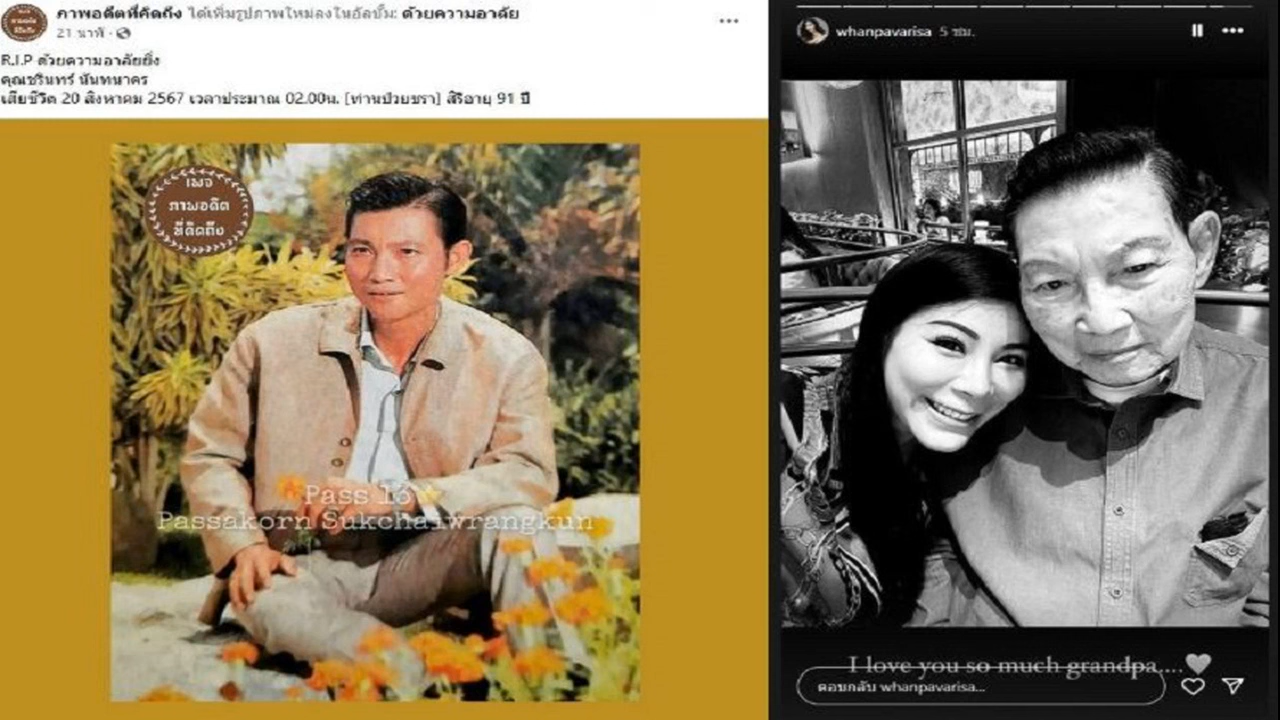 ภาพอดีตที่คิดถึง ได้เพิ่มรูปภาพใหม่ลงในอัลบั้ม: ด้วยความอาลัย
21 นาที
R.I.P ด้วยความอาลัยยิ่ง
คุณชรินทร์ นันทนาคร
เสียชีวิต 20 สิงหาคม 2567 เวลาประมาณ 02.00น. [ท่านป่วยชรา] สิริอายุ 91 ปี
เพจ
ภาพอดีต
ที่คิดถึง
Pass 16
Passakorn Sukchaiwrangkun
whanpavarisa 5 ชม.
I love you so much grandpa....
ตอบกลับ whanpavarisa...